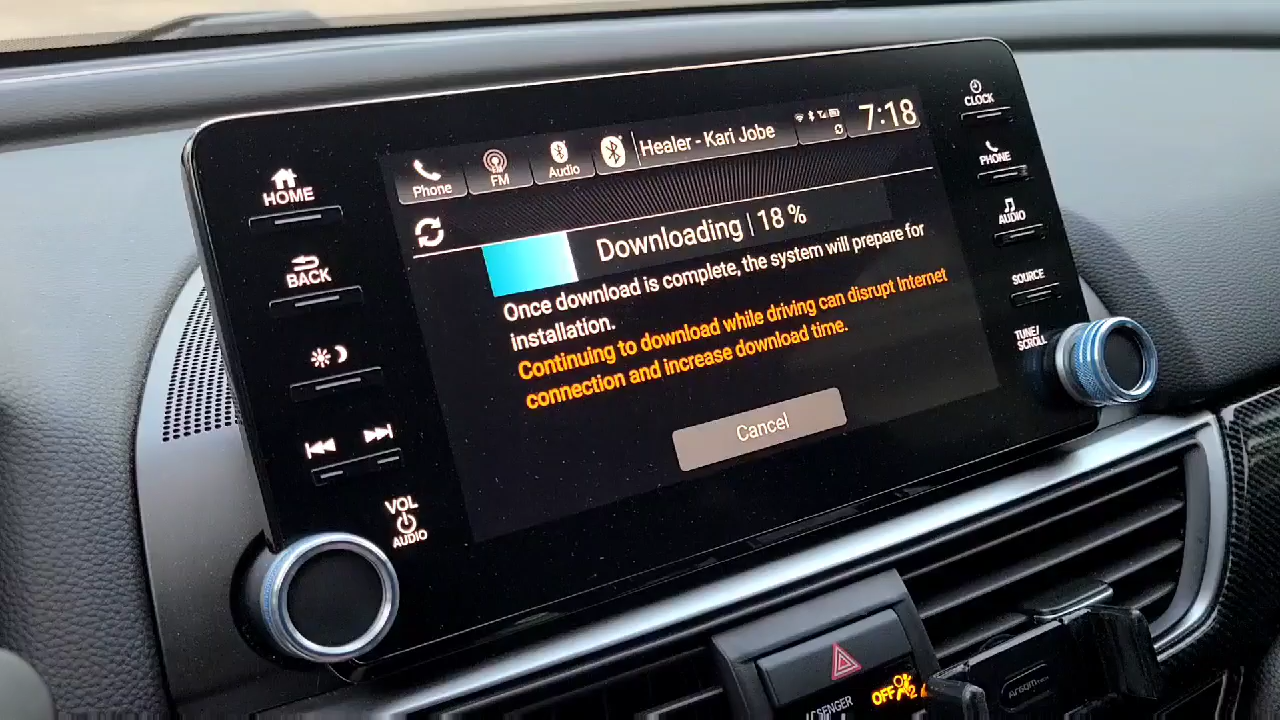 HOME
BACK
VOL
AUDIO
Phone
FM
FM
Audio
Healer - Kari Jobe
7:18
Downloading | 18 %
Once download is complete, the system will prepare for
installation.
Continuing to download while driving can disrupt Internet
connection and increase download time.
Cancel
CLOCK
PHONE
AUDIO
SOURCE
TUNE/
SCROLL
OFF